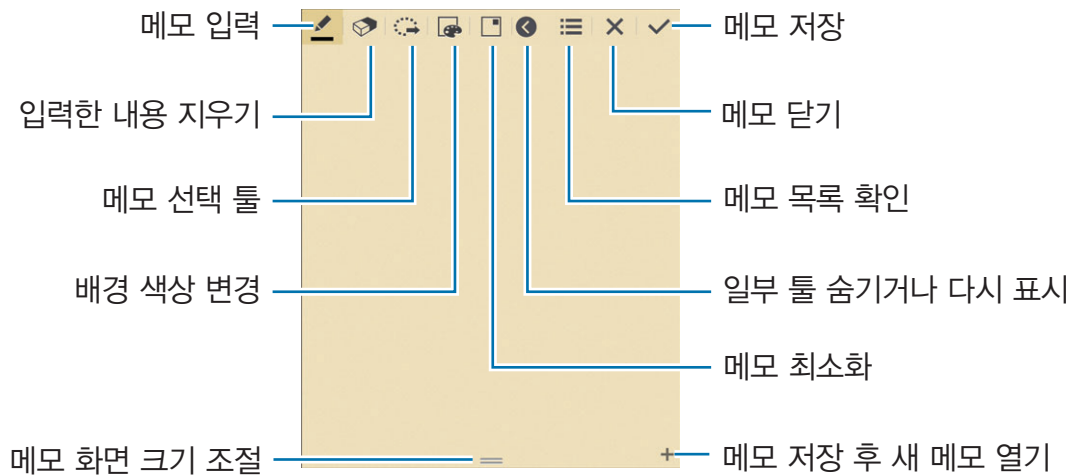 메모 입력
메모 저장
입력한 내용 지우기
메모 닫기
메모 선택 툴
메모 목록 확인
배경 색상 변경
일부 툴 숨기거나 다시 표시
메모 최소화
메모 화면 크기 조절
메모 저장 후 새 메모 열기